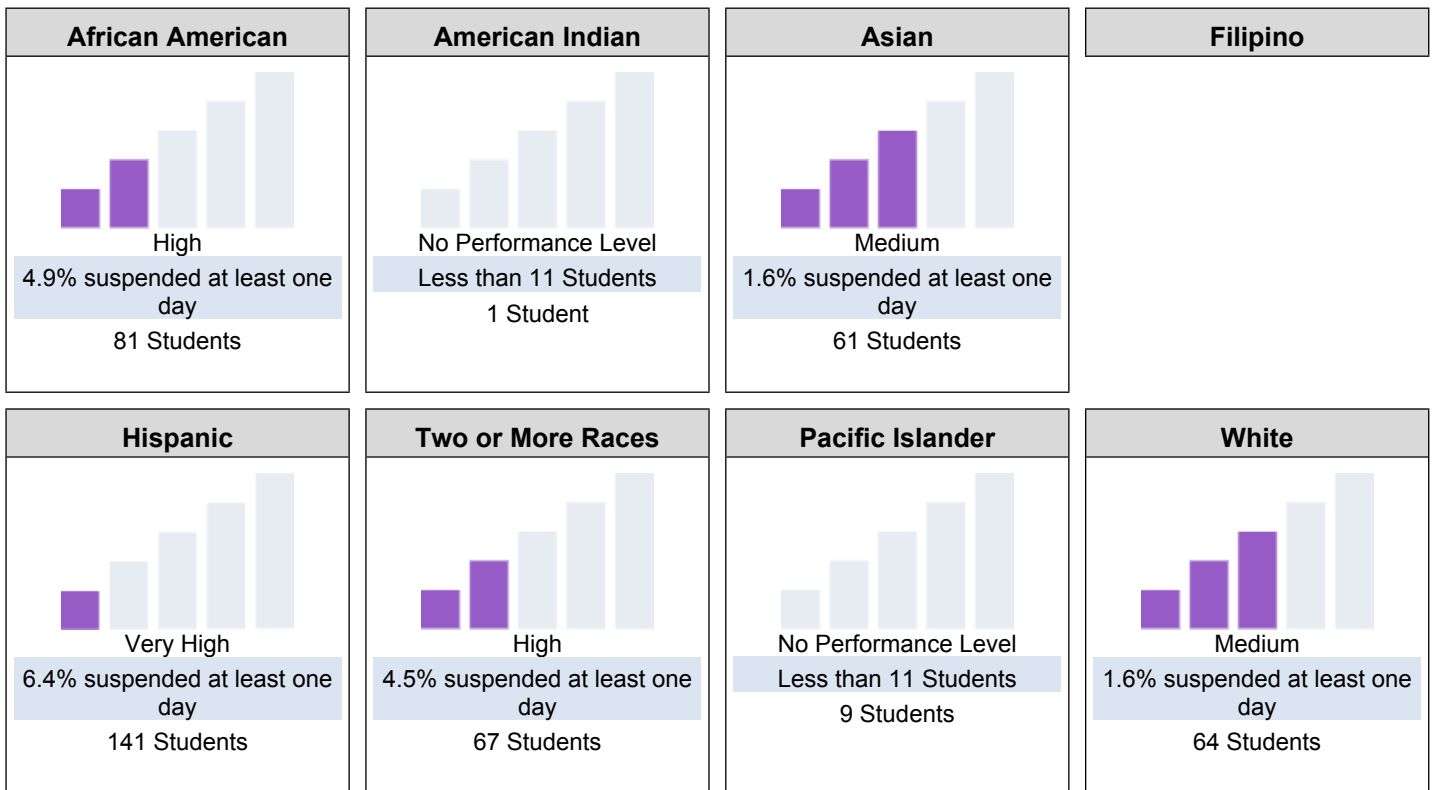 African American
High
4.9% suspended at least one
day
81 Students
American Indian
No Performance Level
Less than 11 Students
1 Student
Asian
Medium
1.6% suspended at least one
day
61 Students
Filipino
Hispanic
Very High
6.4% suspended at least one
day
141 Students
Two or More Races
High
4.5% suspended at least one
day
67 Students
Pacific Islander
No Performance Level
Less than 11 Students
9 Students
White
Medium
1.6% suspended at least one
day
64 Students